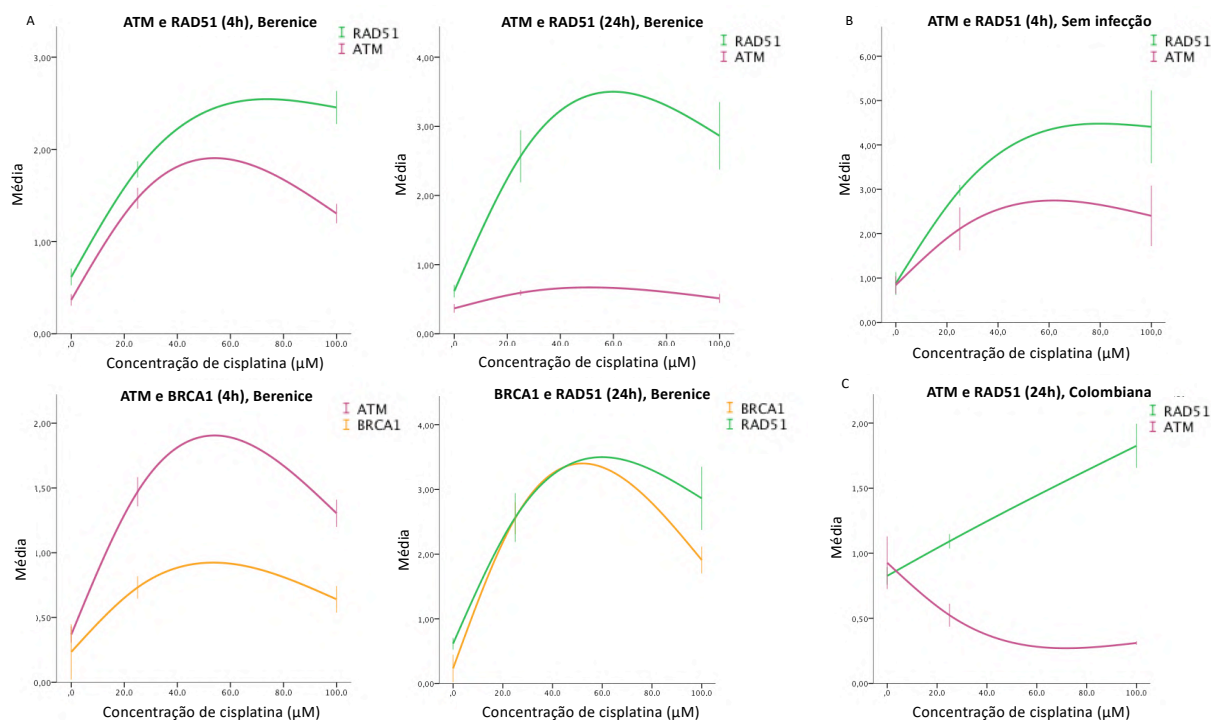 A
ATM e RAD51 (4h), Berenice
RAD51
ATM
3,00
2,00
1,00
0,00
Média
,0
20.0
40.0
60.0
80.0
100.0
Concentração de cisplatina (µM)
ATM e RAD51 (24h), Berenice
RAD51
ATM
4,00
3,00
2,00
1,00
0,00
Média
,0
20.0
40.0
60.0
80.0
100.0
Concentração de cisplatina (µM)
B
ATM e RAD51 (4h), Sem infecção
RAD51
ATM
6,00
5,00
4,00
3,00
2,00
1,00
0,00
Média
,0
20.0
40.0
60.0
80.0
100.0
Concentração de cisplatina (µM)
ATM e BRCA1 (4h), Berenice
ATM
BRCA1
2,00
1,50
1,00
0,50
0,00
Média
,0
20.0
40.0
60.0
80.0
100.0
Concentração de cisplatina (µM)
BRCA1 e RAD51 (24h), Berenice
BRCA1
RAD51
4,00
3,00
2,00
1,00
0,00
Média
,0
20.0
40.0
60.0
80.0
100.0
Concentração de cisplatina (µM)
C
ATM e RAD51 (24h), Colombiana
RAD51
ATM
2,00
1,50
1,00
0,50
0,00
Média
,0
20.0
40.0
60.0
80.0
100.0
Concentração de cisplatina (µM)